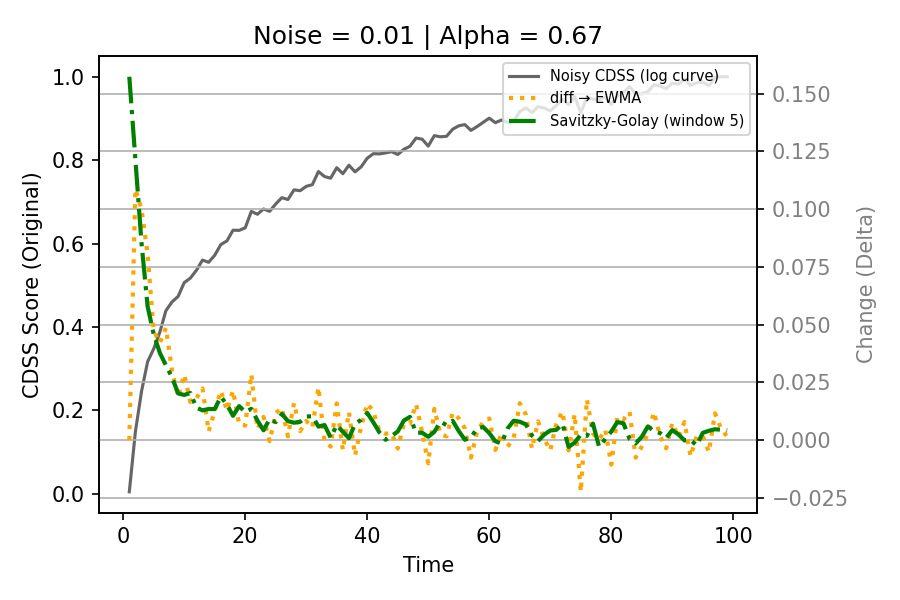 Noise = 0.01 | Alpha = 0.67
Noisy CDSS (log curve)
diff → EWMA
Savitzky-Golay (window 5)
CDSS Score (Original)
1.0
0.8
0.6
0.4
0.2
0.0
0.150
0.125
0.100
0.075
0.050
0.025
0.000
−0.025
Change (Delta)
0 20 40 60 80 100
Time